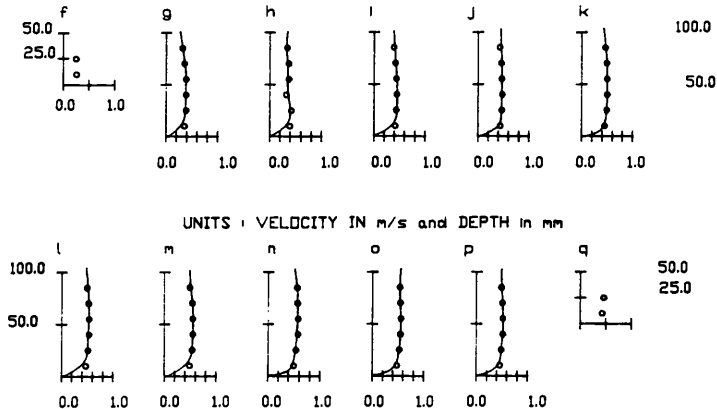 f g h i j k
50.0 100.0
25.0
50.0
0.0 1.0
0.0 1.0 0.0 1.0 0.0 1.0 0.0 1.0 0.0 1.0
UNITS : VELOCITY IN m/s and DEPTH in mm
l m n o p q
100.0 50.0
25.0
50.0
0.0 1.0 0.0 1.0 0.0 1.0 0.0 1.0 0.0 1.0